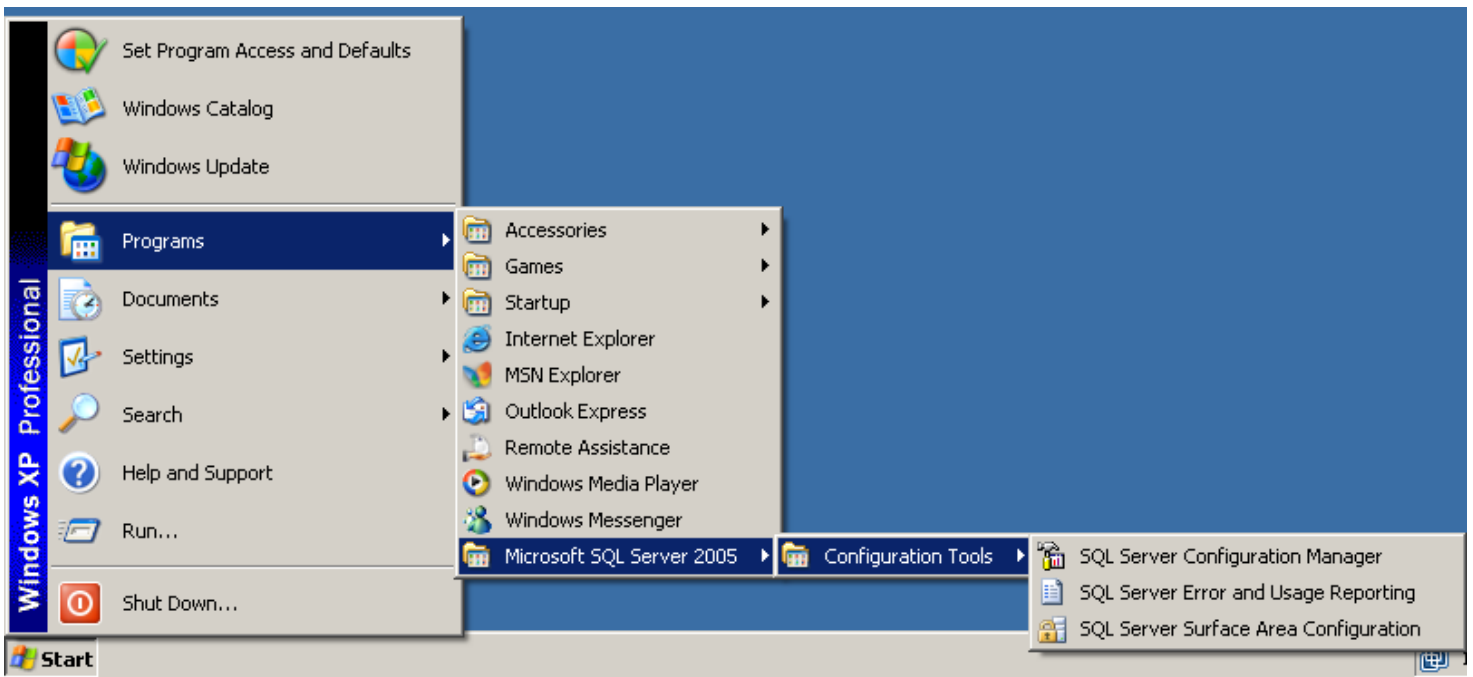 Set Program Access and Defaults
Windows Catalog
Windows Update
Programs
Documents
Settings
Search
Help and Support
Run...
Shut Down...
Windows XP Professional
Start
Accessories
Games
Startup
Internet Explorer
MSN Explorer
Outlook Express
Remote Assistance
Windows Media Player
Windows Messenger
Microsoft SQL Server 2005
Configuration Tools
SQL Server Configuration Manager
SQL Server Error and Usage Reporting
SQL Server Surface Area Configuration